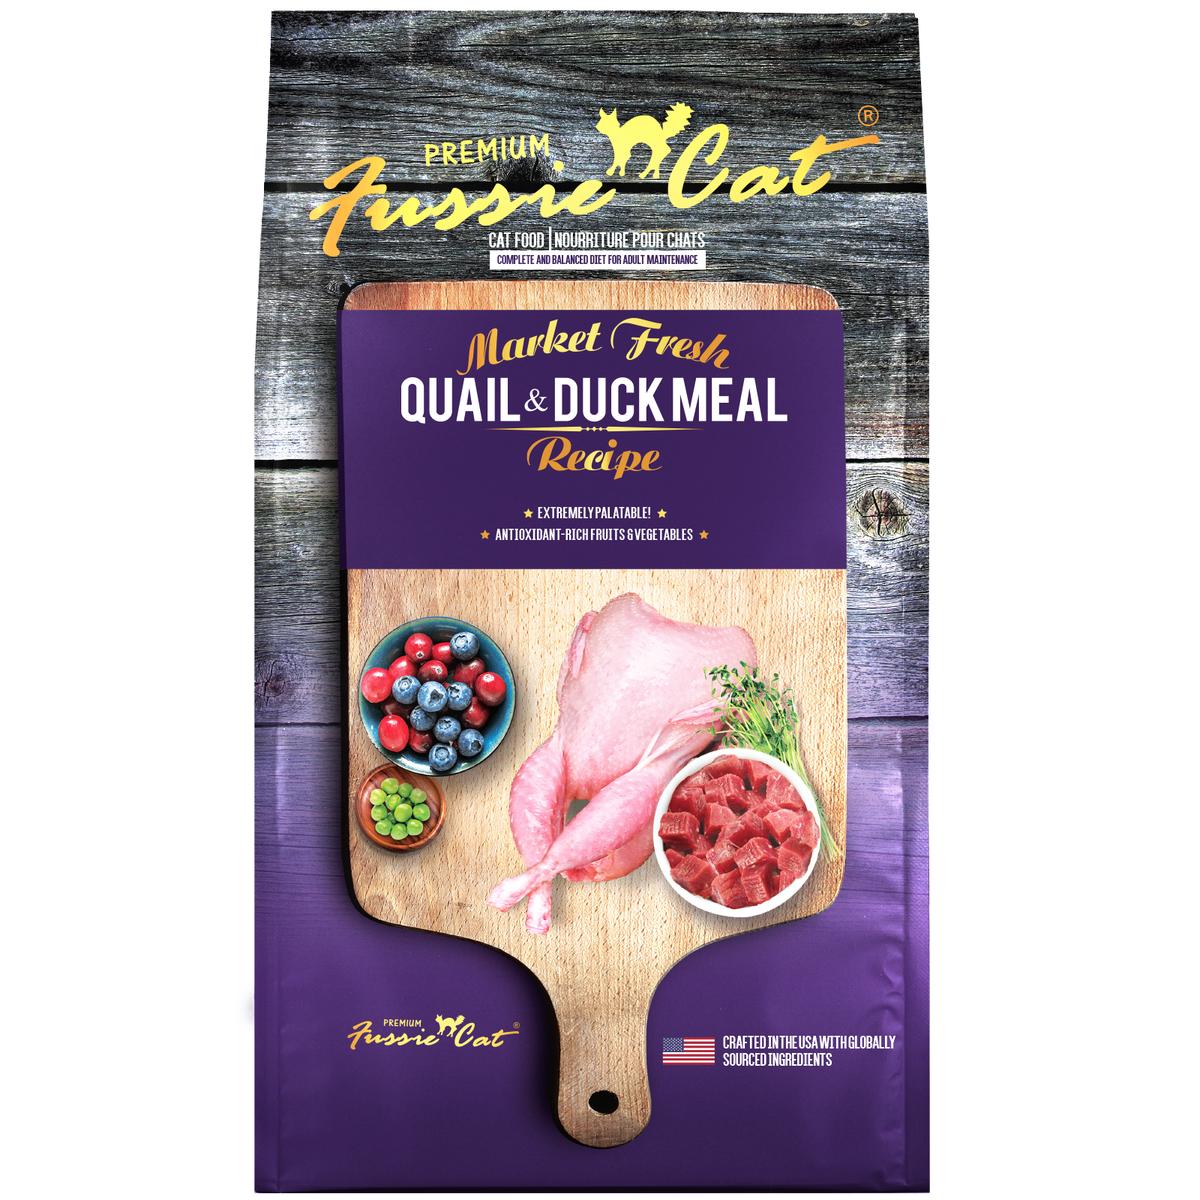 PREMIUM
Fussie Cat®
CAT FOOD | NOURRITURE POUR CHATS
COMPLETE AND BALANCED DIET FOR ADULT MAINTENANCE
Market Fresh
QUAIL & DUCK MEAL
Recipe
★ EXTREMELY PALATABLE! ★
★ ANTIOXIDANT-RICH FRUITS & VEGETABLES ★
PREMIUM
Fussie Cat®
CRAFTED IN THE USA WITH GLOBALLY
SOURCED INGREDIENTS